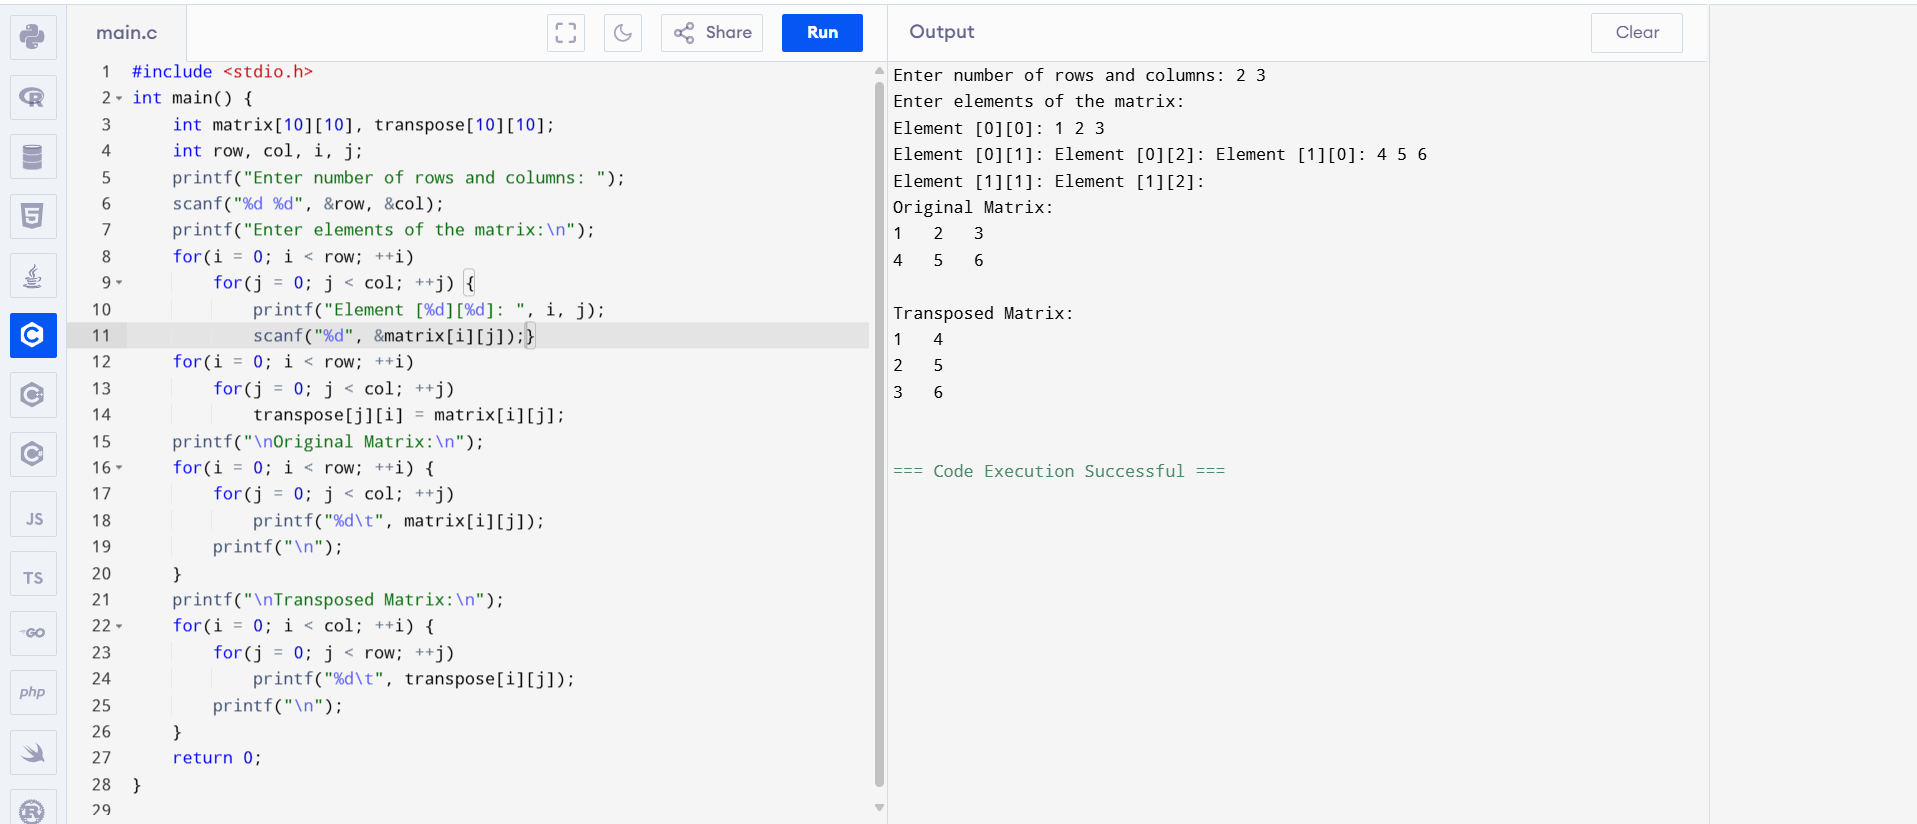 main.c
Share
Run
Output
Clear
1 #include <stdio.h>
2 int main() {
3     int matrix[10][10], transpose[10][10];
4     int row, col, i, j;
5     printf("Enter number of rows and columns: ");
6     scanf("%d %d", &row, &col);
7     printf("Enter elements of the matrix:\n");
8     for(i = 0; i < row; ++i)
9         for(j = 0; j < col; ++j) {
10             printf("Element [%d][%d]: ", i, j);
11             scanf("%d", &matrix[i][j]);}
12     for(i = 0; i < row; ++i)
13         for(j = 0; j < col; ++j)
14             transpose[j][i] = matrix[i][j];
15     printf("\nOriginal Matrix:\n");
16     for(i = 0; i < row; ++i) {
17         for(j = 0; j < col; ++j)
18             printf("%d\t", matrix[i][j]);
19         printf("\n");
20     }
21     printf("\nTransposed Matrix:\n");
22     for(i = 0; i < col; ++i) {
23         for(j = 0; j < row; ++j)
24             printf("%d\t", transpose[i][j]);
25         printf("\n");
26     }
27     return 0;
28 }
29
Enter number of rows and columns: 2 3
Enter elements of the matrix:
Element [0][0]: 1 2 3
Element [0][1]: Element [0][2]: Element [1][0]: 4 5 6
Element [1][1]: Element [1][2]:
Original Matrix:
1   2   3
4   5   6
Transposed Matrix:
1   4
2   5
3   6
=== Code Execution Successful ===
JS
TS
GO
php